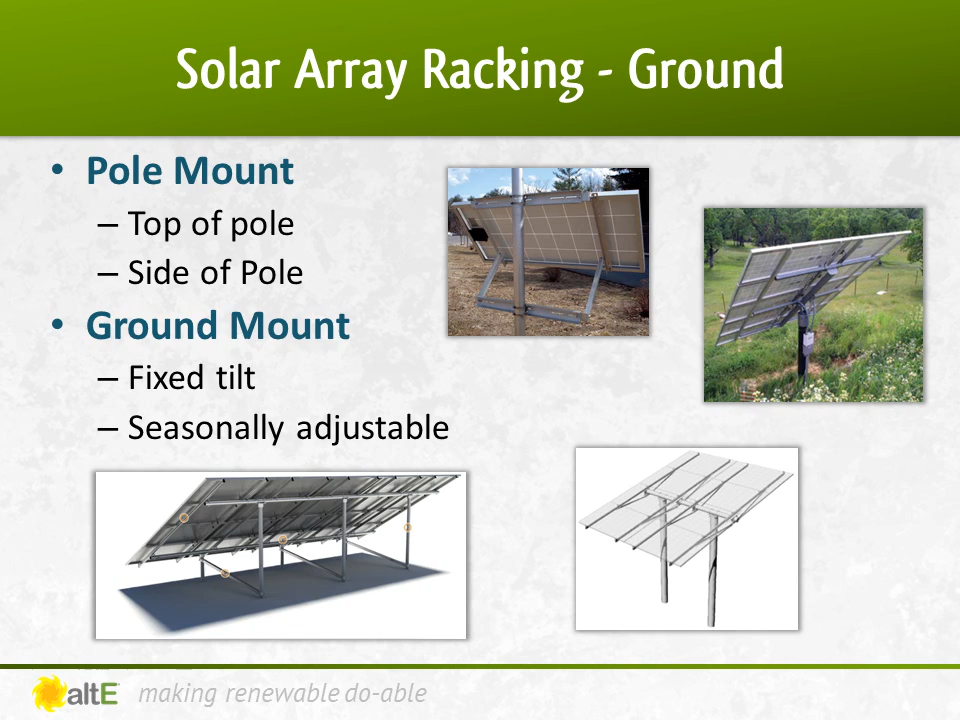 Solar Array Racking - Ground
• Pole Mount
– Top of pole
– Side of Pole
• Ground Mount
– Fixed tilt
– Seasonally adjustable
altE making renewable do-able